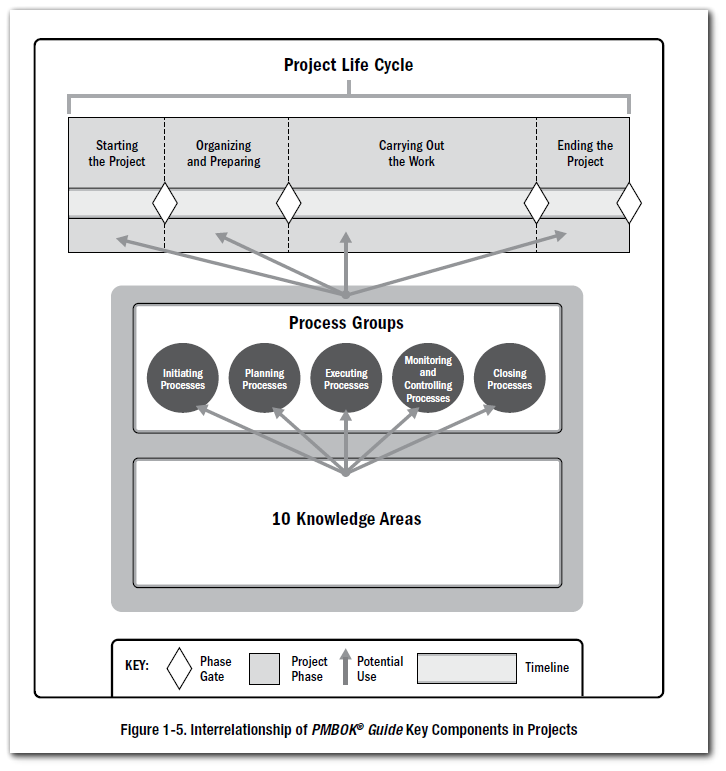 Project Life Cycle
Starting
the Project
Organizing
and Preparing
Carrying Out
the Work
Ending the
Project
Process Groups
Initiating
Processes
Planning
Processes
Executing
Processes
Monitoring
and
Controlling
Processes
Closing
Processes
10 Knowledge Areas
KEY:
Phase
Gate
Project
Phase
Potential
Use
Timeline
Figure 1-5. Interrelationship of PMBOK® Guide Key Components in Projects